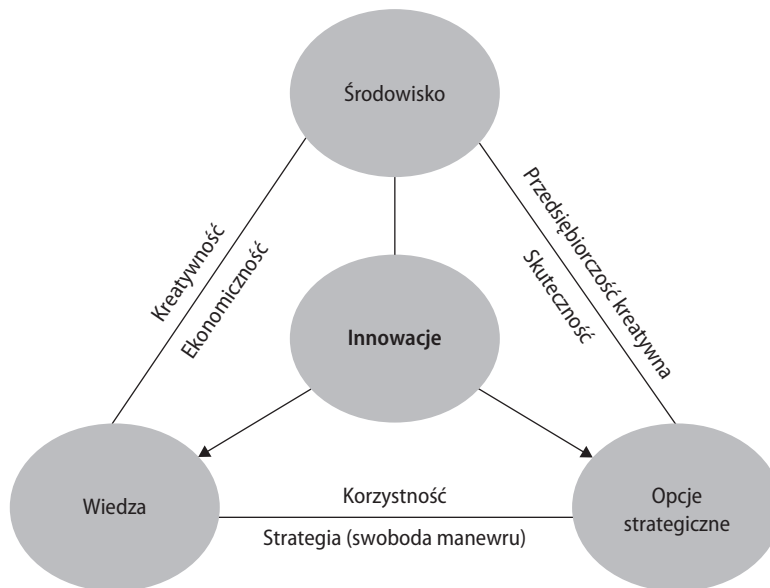 Środowisko
Kreatywność
Ekonomiczność
Przedsiębiorczość kreatywna
Skuteczność
Innowacje
Wiedza
Korzystność
Strategia (swoboda manewru)
Opcje
strategiczne